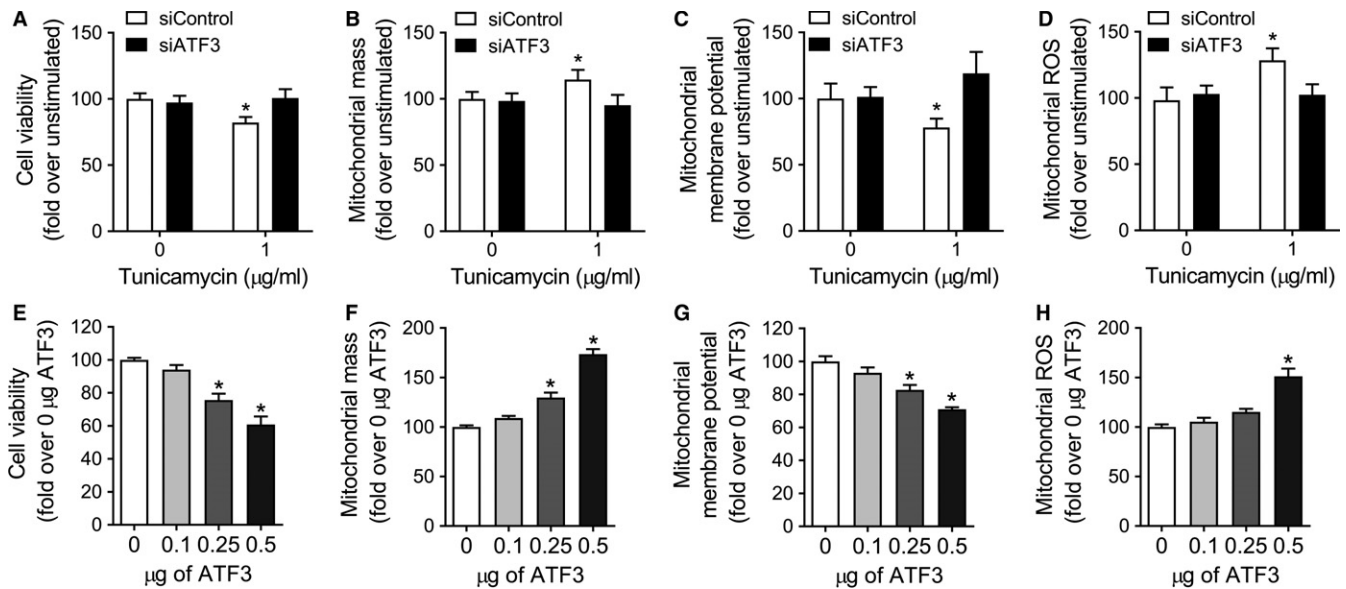 A
Cell viability
(fold over unstimulated)
150
100
50
0
siControl
siATF3
*
0
1
Tunicamycin (μg/ml)
B
Mitochondrial mass
(fold over unstimulated)
150
100
50
0
siControl
siATF3
*
0
1
Tunicamycin (μg/ml)
C
Mitochondrial
membrane potential
(fold over unstimulated)
150
100
50
0
siControl
siATF3
*
0
1
Tunicamycin (μg/ml)
D
Mitochondrial ROS
(fold over unstimulated)
150
100
50
0
siControl
siATF3
*
0
1
Tunicamycin (μg/ml)
E
Cell viability
(fold over 0 μg ATF3)
120
100
80
60
40
20
0
*
*
0 0.1 0.25 0.5
μg of ATF3
F
Mitochondrial mass
(fold over 0 μg ATF3)
200
150
100
50
0
*
*
0 0.1 0.25 0.5
μg of ATF3
G
Mitochondrial
membrane potential
(fold over 0 μg ATF3)
120
100
80
60
40
20
0
*
*
0 0.1 0.25 0.5
μg of ATF3
H
Mitochondrial ROS
(fold over 0 μg ATF3)
200
150
100
50
0
*
0 0.1 0.25 0.5
μg of ATF3